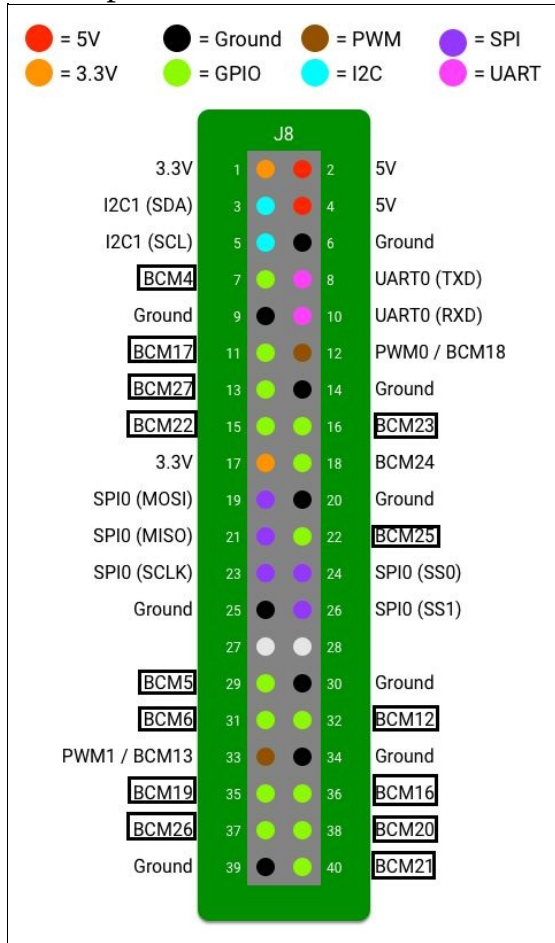 = 5V = Ground = PWM = SPI
= 3.3V = GPIO = I2C = UART
J8
3.3V 1 2 5V
I2C1 (SDA) 3 4 5V
I2C1 (SCL) 5 6 Ground
BCM4 7 8 UART0 (TXD)
Ground 9 10 UART0 (RXD)
BCM17 11 12 PWM0 / BCM18
BCM27 13 14 Ground
BCM22 15 16 BCM23
3.3V 17 18 BCM24
SPI0 (MOSI) 19 20 Ground
SPI0 (MISO) 21 22 BCM25
SPI0 (SCLK) 23 24 SPI0 (SS0)
Ground 25 26 SPI0 (SS1)
27 28
BCM5 29 30 Ground
BCM6 31 32 BCM12
PWM1 / BCM13 33 34 Ground
BCM19 35 36 BCM16
BCM26 37 38 BCM20
Ground 39 40 BCM21